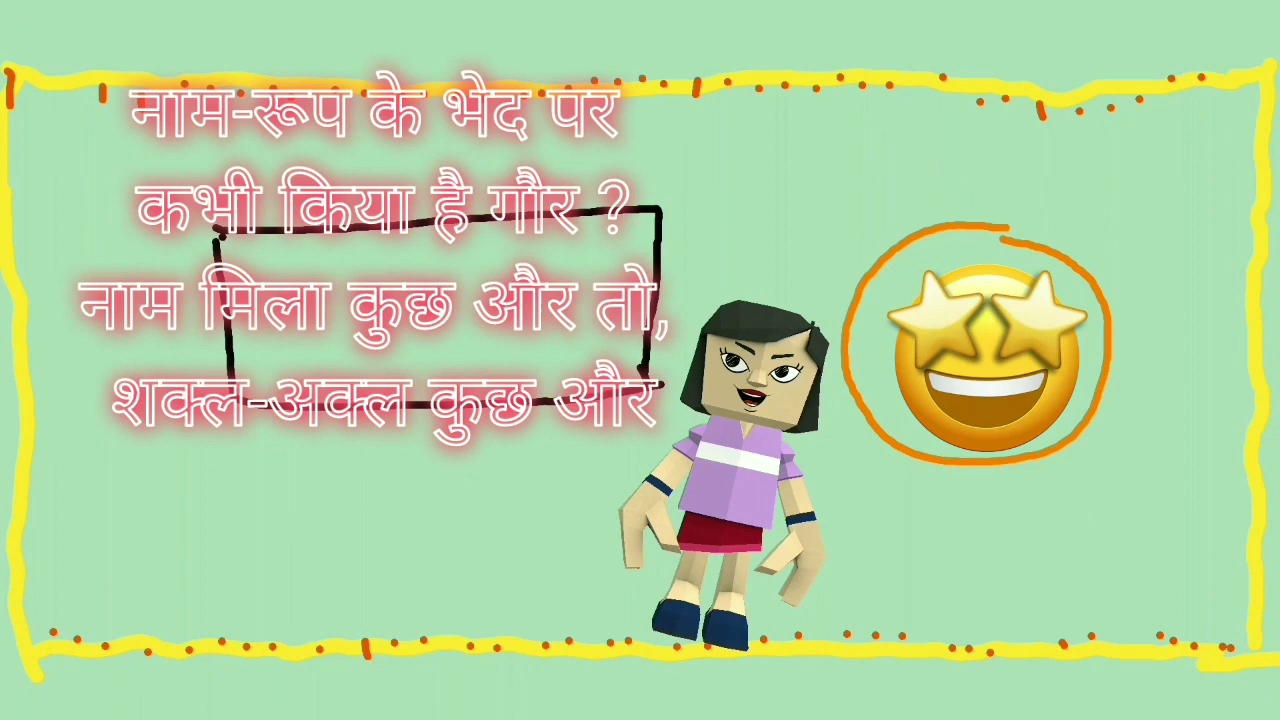 नाम-रूप के भेद पर
कभी किया है गौर ?
नाम मिला कुछ और तो,
शक्ल-अक्ल कुछ और